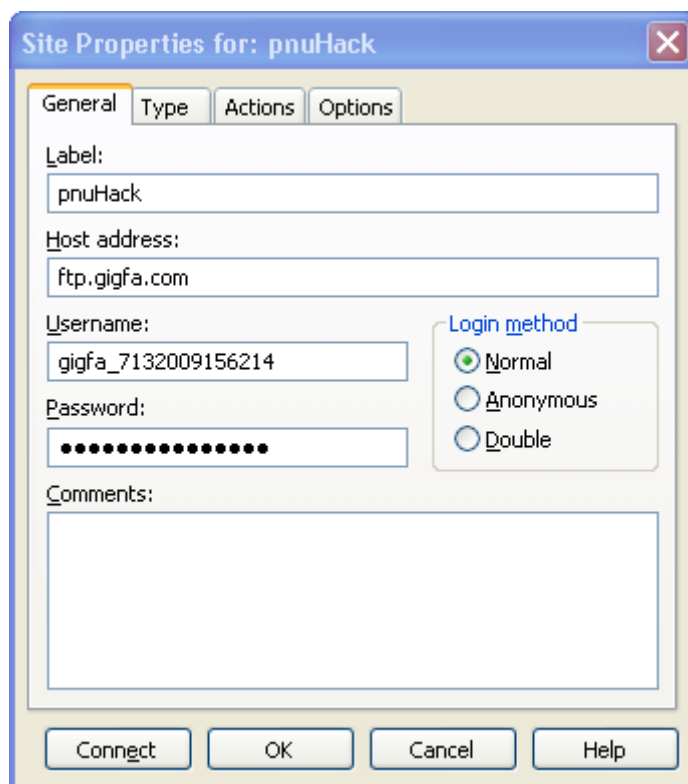 Site Properties for: pnuHack
General Type Actions Options
Label:
pnuHack
Host address:
ftp.gigfa.com
Username:
gigfa_7132009156214
Login method
Normal
Password:
Anonymous
●●●●●●●●●●●●●●●
Double
Comments:
Connect OK Cancel Help